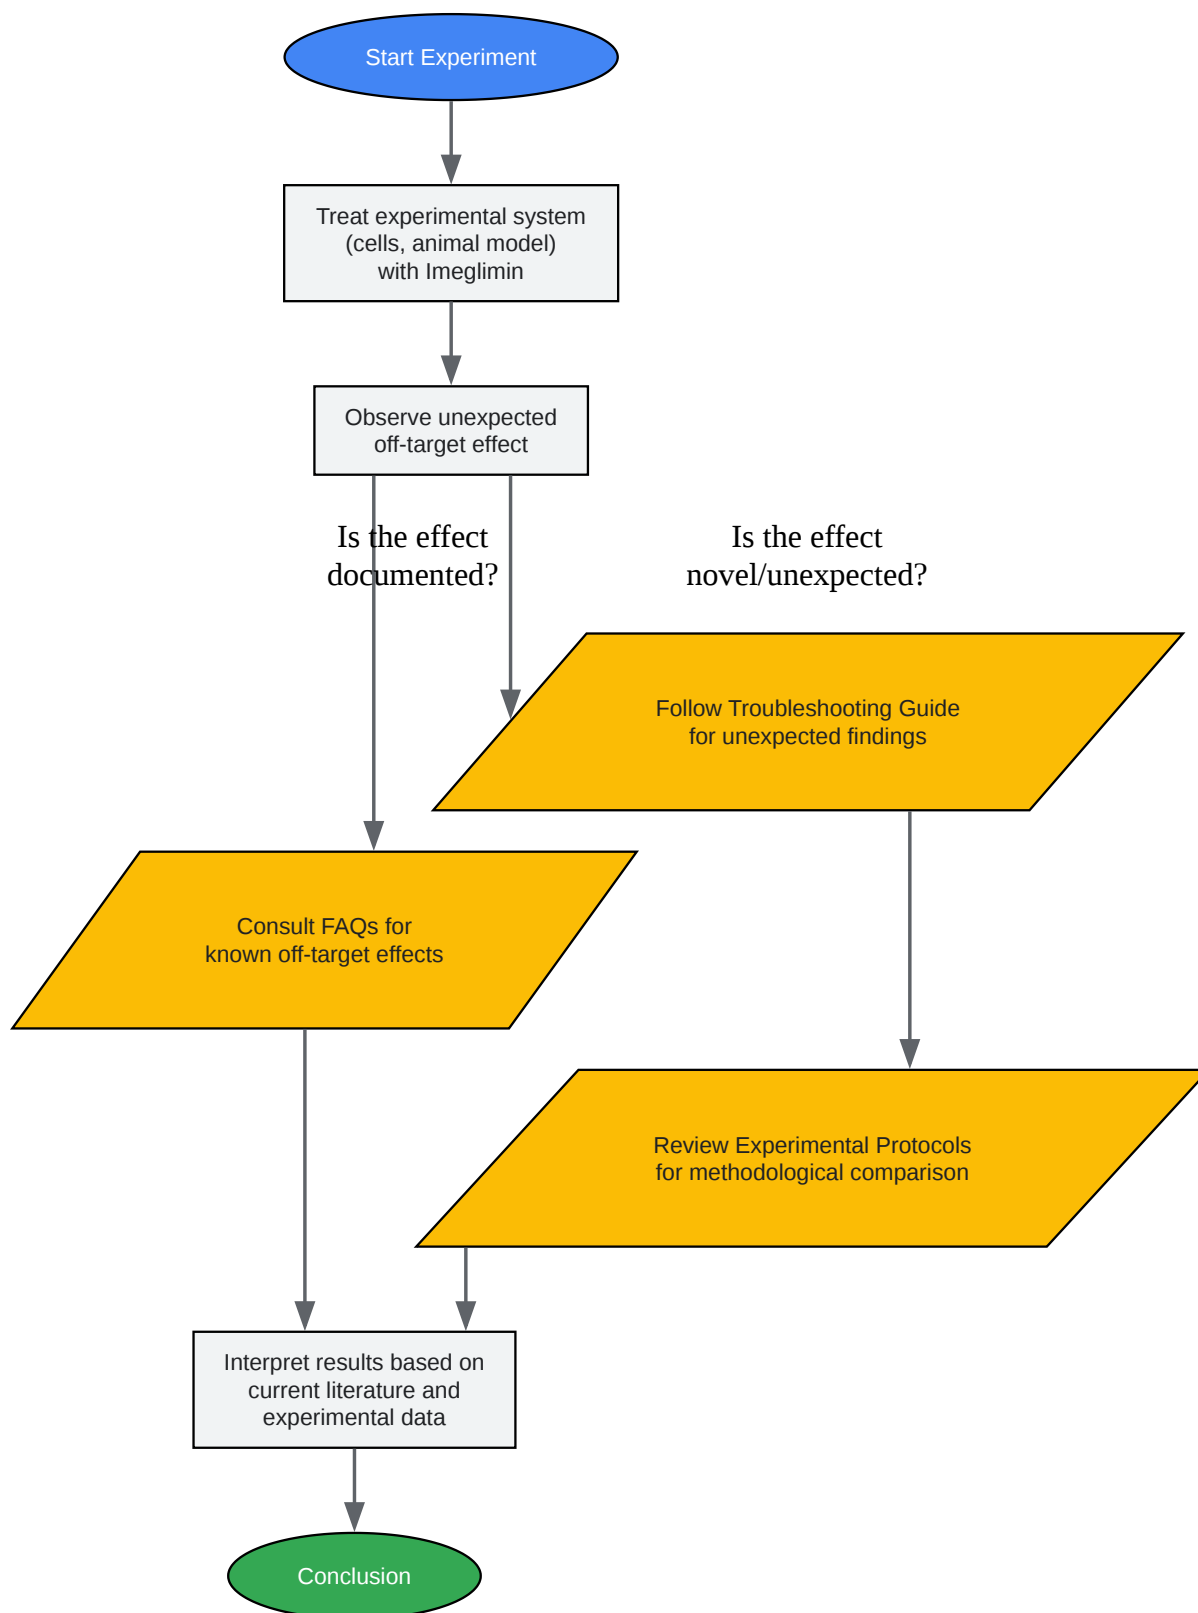 Start Experiment
Treat experimental system
(cells, animal model)
with Imeglimin
Observe unexpected
off-target effect
Is the effect
documented?
Is the effect
novel/unexpected?
Follow Troubleshooting Guide
for unexpected findings
Consult FAQs for
known off-target effects
Review Experimental Protocols
for methodological comparison
Interpret results based on
current literature and
experimental data
Conclusion